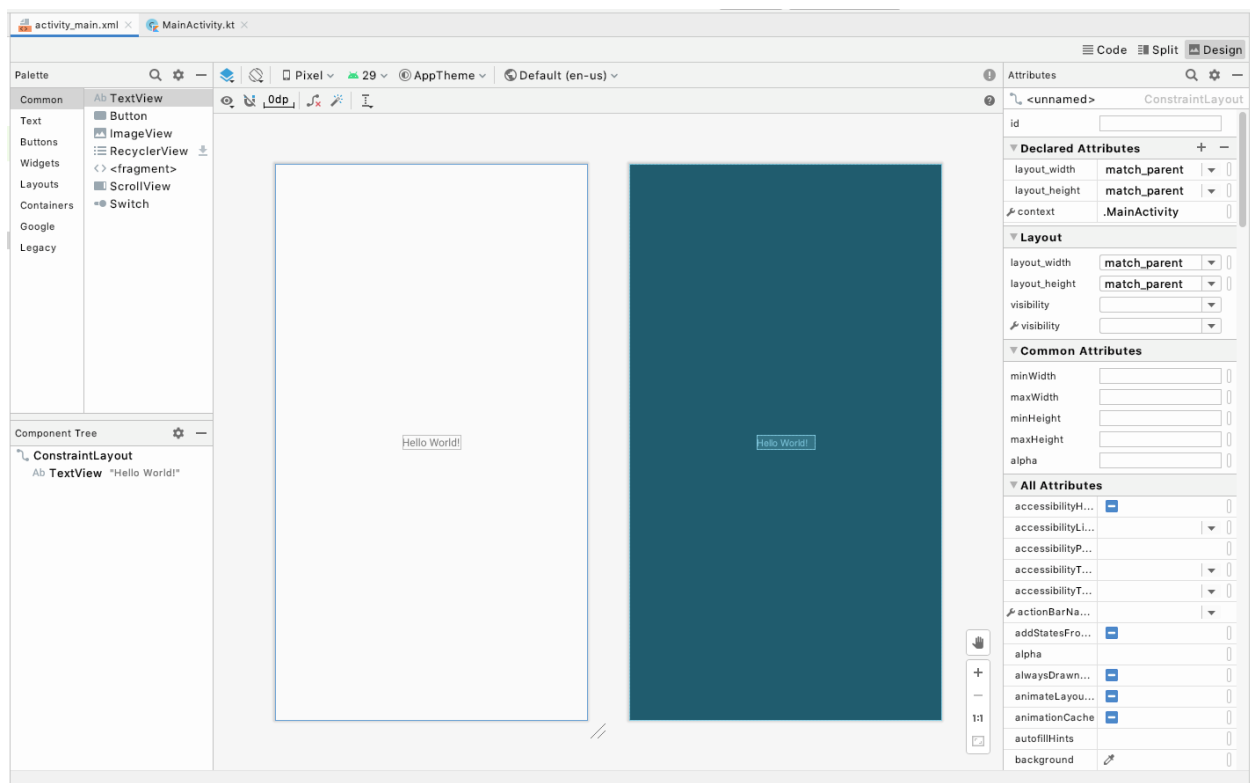 activity_main.xml
MainActivity.kt
Code
Split
Design
Palette
Common
Text
Buttons
Widgets
Layouts
Containers
Google
Legacy
Ab TextView
Button
ImageView
RecyclerView
<fragment>
ScrollView
Switch
Pixel
29
AppTheme
Default (en-us)
0dp
Component Tree
ConstraintLayout
Ab TextView "Hello World!"
Hello World!
Hello World!
1:1
Attributes
<unnamed> ConstraintLayout
id
Declared Attributes
layout_width match_parent
layout_height match_parent
context .MainActivity
Layout
layout_width match_parent
layout_height match_parent
visibility
visibility
Common Attributes
minWidth
maxWidth
minHeight
maxHeight
alpha
All Attributes
accessibilityH...
accessibilityLi...
accessibilityP...
accessibilityT...
accessibilityT...
actionBarNa...
addStatesFro...
alpha
alwaysDrawn...
animateLayou...
animationCache
autofillHints
background